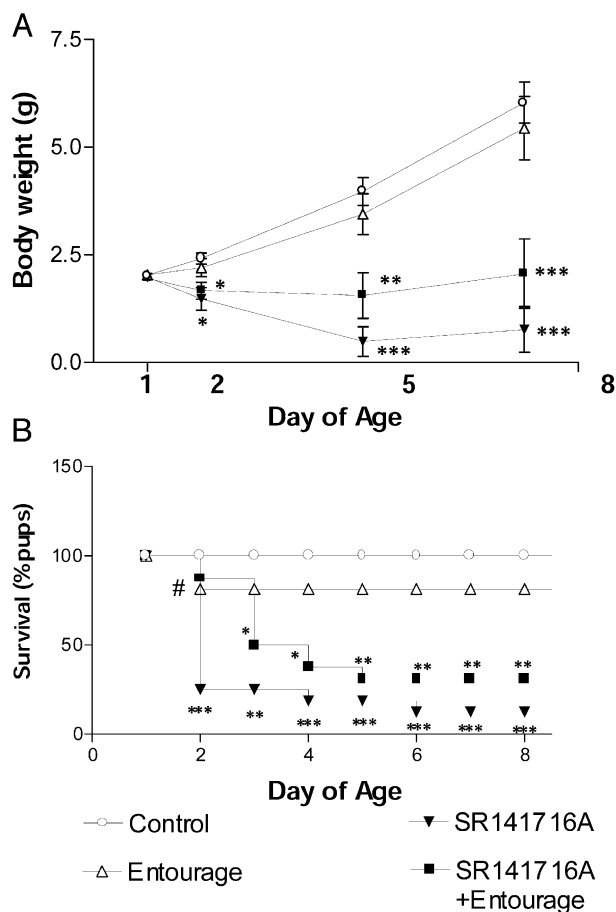 A
7.5
5.0
2.5
0.0
Body weight (g)
*
*
**
***
***
***
1 2 5 8
Day of Age
B
150
100
50
0
Survival (%pups)
#
* * ** ** ** **
*** ** *** *** *** *** ***
0 2 4 6 8
Day of Age
Control
SR141716A
Entourage
SR141716A
+Entourage